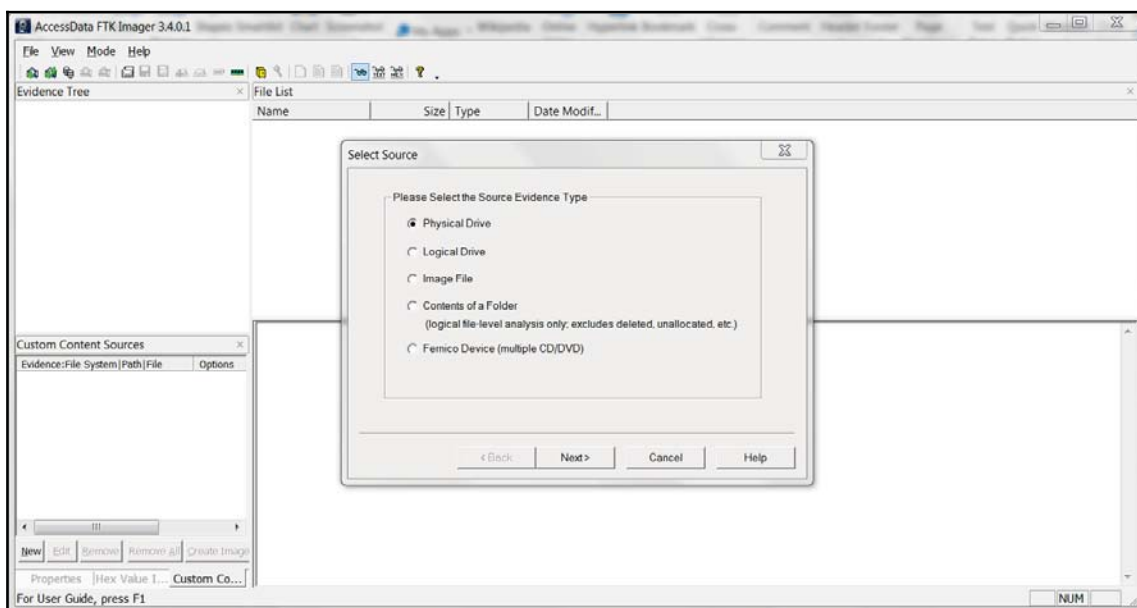 AccessData FTK Imager 3.4.0.1
File View Mode Help
Evidence Tree
File List
Name Size Type Date Modif...
Select Source
Please Select the Source Evidence Type
Physical Drive
Logical Drive
Image File
Contents of a Folder
(logical file-level analysis only; excludes deleted, unallocated, etc.)
Fernico Device (multiple CD/DVD)
< Back Next > Cancel Help
Custom Content Sources
Evidence:File System|Path|File Options
New Edit Remove Remove All Create Image
Properties Hex Value I... Custom Co...
For User Guide, press F1 NUM